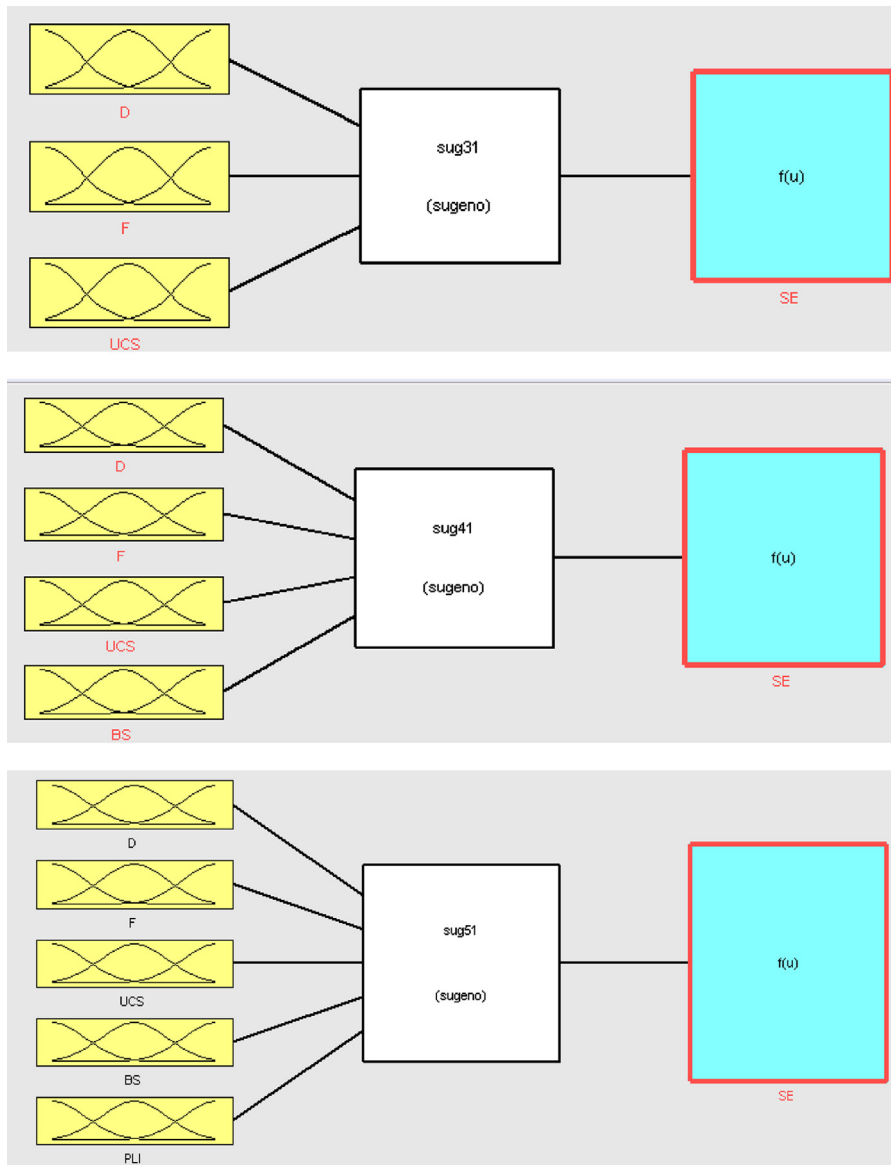 D
F
UCS
sug31
(sugeno)
f(u)
SE
D
F
UCS
BS
sug41
(sugeno)
f(u)
SE
D
F
UCS
BS
PLI
sug51
(sugeno)
f(u)
SE